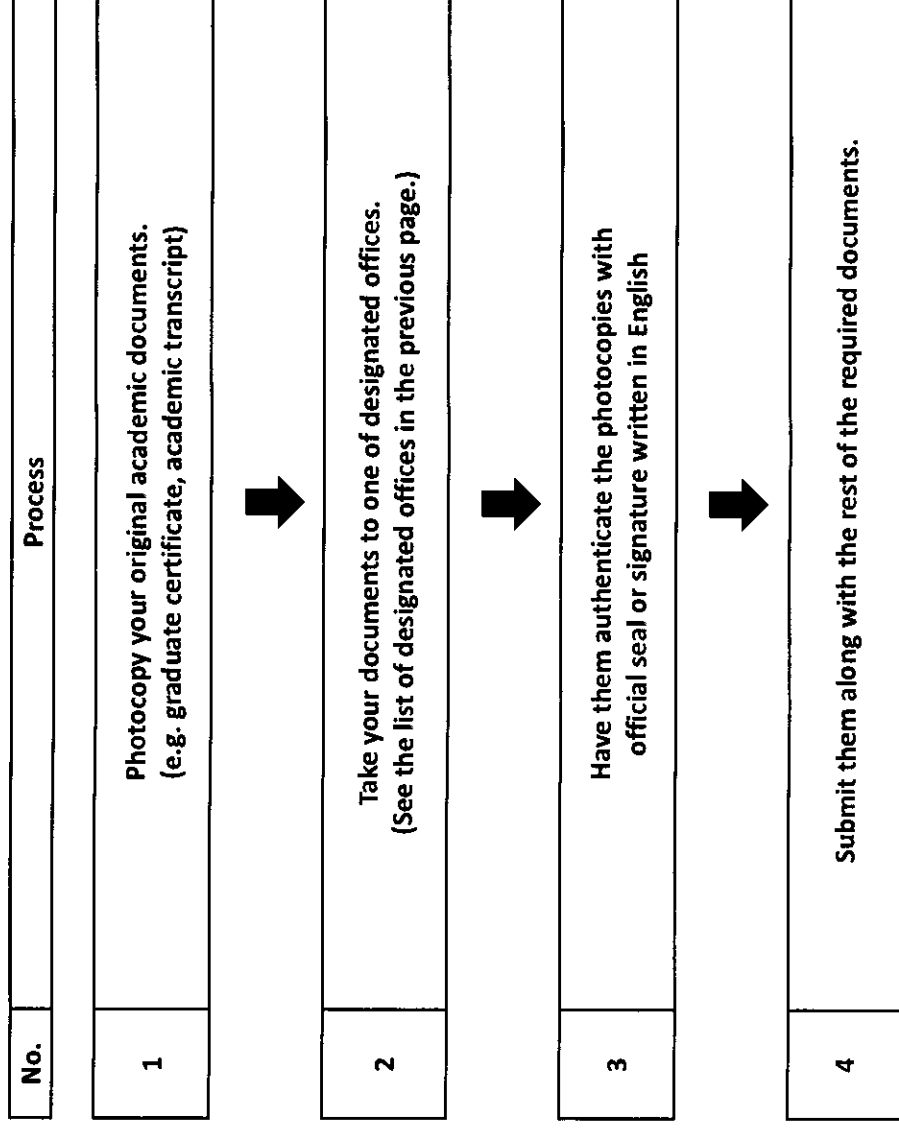 No.
Process
1
Photocopy your original academic documents.
(e.g. graduate certificate, academic transcript)
2
Take your documents to one of designated offices.
(See the list of designated offices in the previous page.)
3
Have them authenticate the photocopies with
official seal or signature written in English
4
Submit them along with the rest of the required documents.